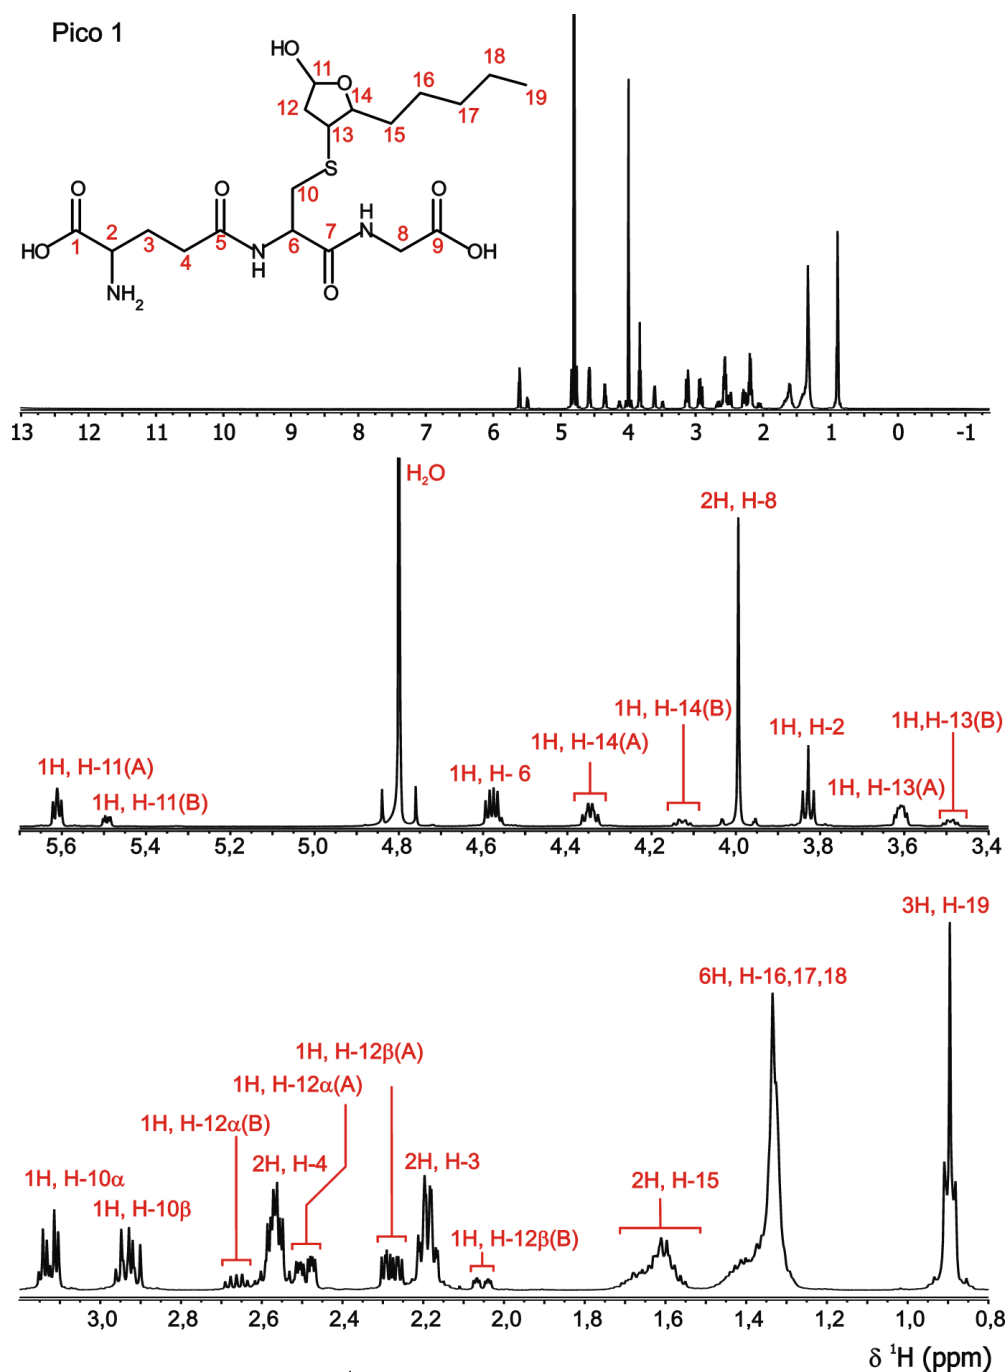 Pico 1
HO
11
O
12
14
13
S
15
16
17
18
19
10
O
HO
1
2
3
NH2
4
O
5
N
H
6
7
O
H
N
8
O
9
OH
13 12 11 10 9 8 7 6 5 4 3 2 1 0 -1
H2O
2H, H-8
1H, H-14(B)
1H, H-14(A)
1H, H-2
1H,H-13(B)
1H, H-13(A)
1H, H- 6
1H, H-11(A)
1H, H-11(B)
5,6 5,4 5,2 5,0 4,8 4,6 4,4 4,2 4,0 3,8 3,6 3,4
3H, H-19
6H, H-16,17,18
1H, H-12β(A)
1H, H-12α(A)
1H, H-12α(B)
2H, H-4
2H, H-3
2H, H-15
1H, H-10α
1H, H-10β
1H, H-12β(B)
3,0 2,8 2,6 2,4 2,2 2,0 1,8 1,6 1,4 1,2 1,0 0,8
δ ¹H (ppm)